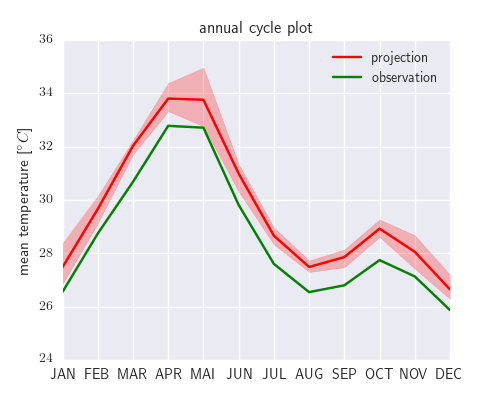 annual cycle plot
36
34
32
30
28
26
24
mean temperature [°C]
projection
observation
JAN FEB MAR APR MAI JUN JUL AUG SEP OCT NOV DEC